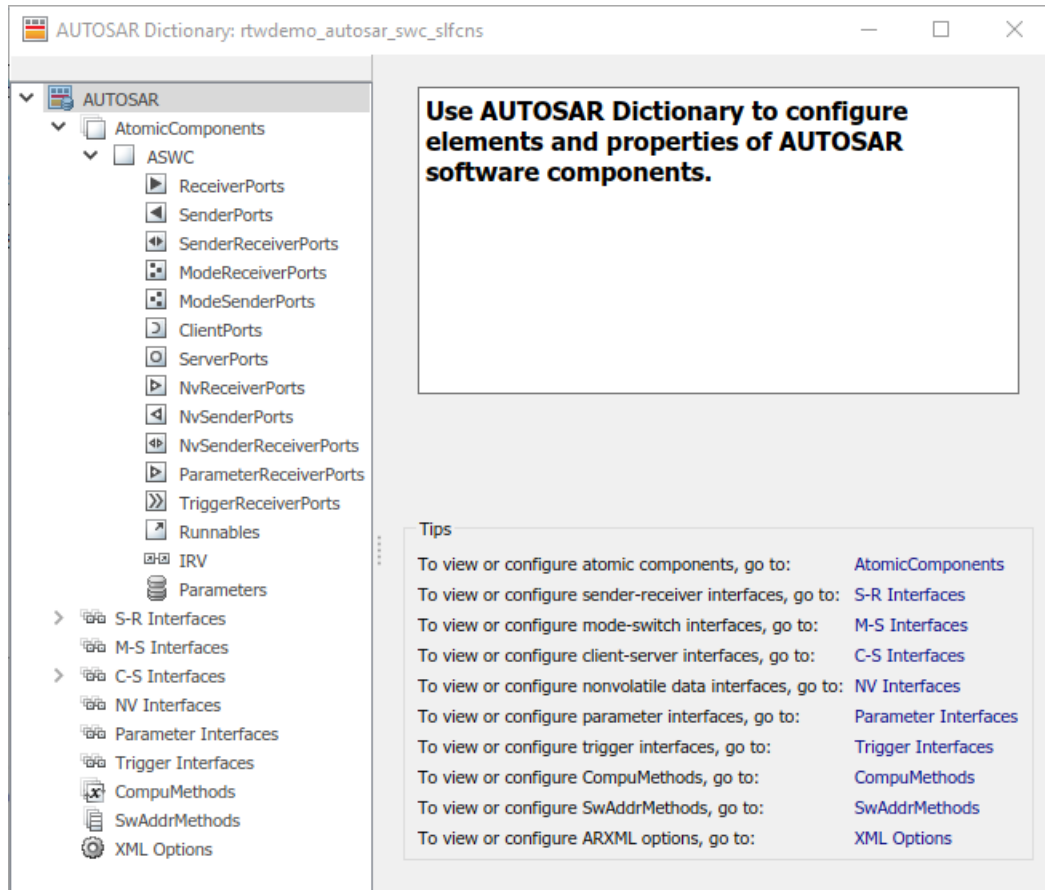 AUTOSAR Dictionary: rtwdemo_autosar_swc_slfcns
AUTOSAR
AtomicComponents
ASWC
ReceiverPorts
SenderPorts
SenderReceiverPorts
ModeReceiverPorts
ModeSenderPorts
ClientPorts
ServerPorts
NvReceiverPorts
NvSenderPorts
NvSenderReceiverPorts
ParameterReceiverPorts
TriggerReceiverPorts
Runnables
IRV
Parameters
S-R Interfaces
M-S Interfaces
C-S Interfaces
NV Interfaces
Parameter Interfaces
Trigger Interfaces
CompuMethods
SwAddrMethods
XML Options
Use AUTOSAR Dictionary to configure
elements and properties of AUTOSAR
software components.
Tips
To view or configure atomic components, go to: AtomicComponents
To view or configure sender-receiver interfaces, go to: S-R Interfaces
To view or configure mode-switch interfaces, go to: M-S Interfaces
To view or configure client-server interfaces, go to: C-S Interfaces
To view or configure nonvolatile data interfaces, go to: NV Interfaces
To view or configure parameter interfaces, go to: Parameter Interfaces
To view or configure trigger interfaces, go to: Trigger Interfaces
To view or configure CompuMethods, go to: CompuMethods
To view or configure SwAddrMethods, go to: SwAddrMethods
To view or configure ARXML options, go to: XML Options